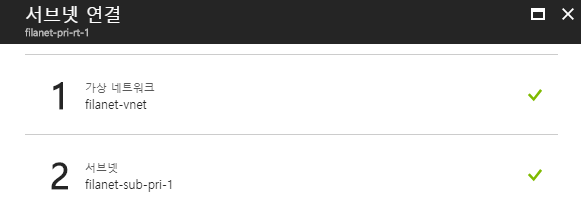 서브넷 연결
filanet-pri-rt-1
1
가상 네트워크
filanet-vnet
2
서브넷
filanet-sub-pri-1